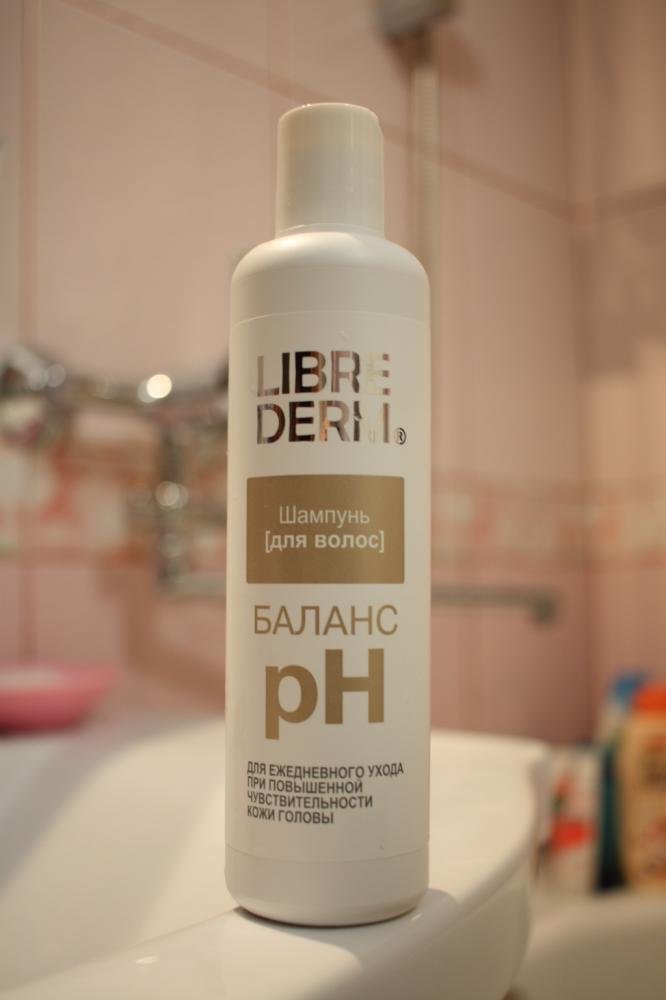 LIBRE
DERM®
Шампунь
[для волос]
БАЛАНС
pH
ДЛЯ ЕЖЕДНЕВНОГО УХОДА
ПРИ ПОВЫШЕННОЙ
ЧУВСТВИТЕЛЬНОСТИ
КОЖИ ГОЛОВЫ